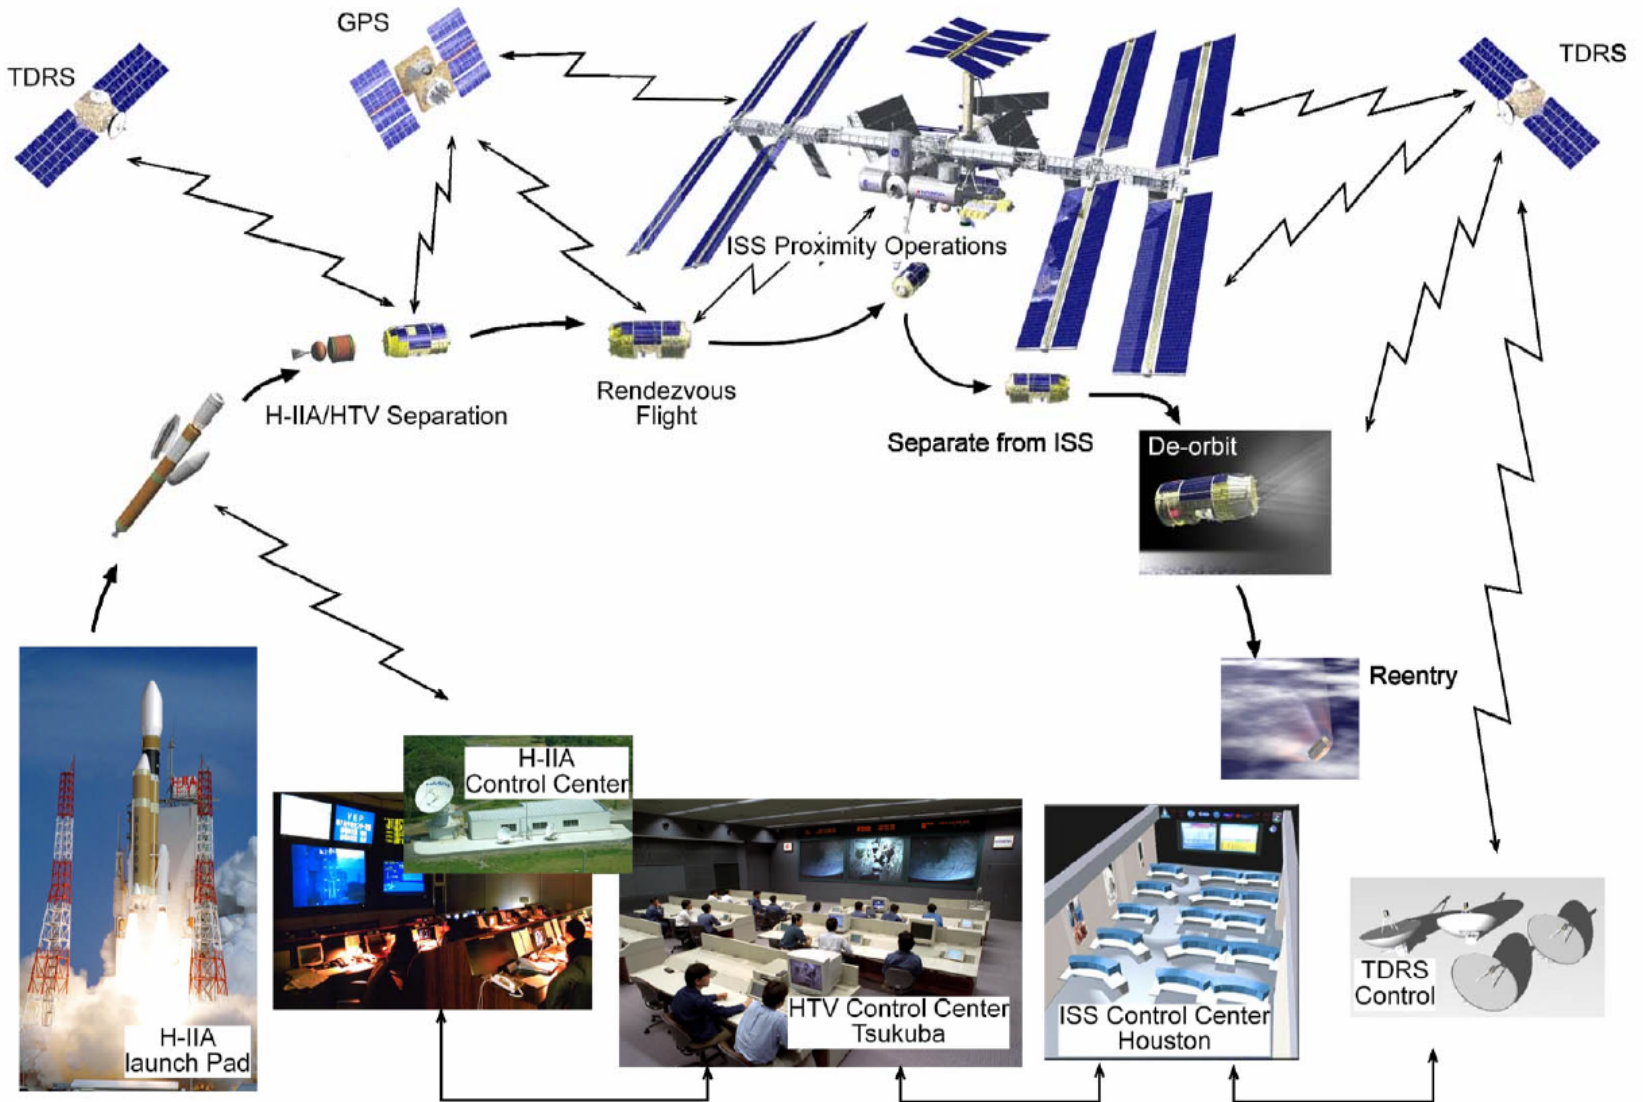 GPS
TDRS
TDRS
ISS Proximity Operations
Rendezvous
Flight
H-IIA/HTV Separation
Separate from ISS
De-orbit
Reentry
H-IIA
Control Center
H-IIA
launch Pad
HTV Control Center
Tsukuba
ISS Control Center
Houston
TDRS
Control